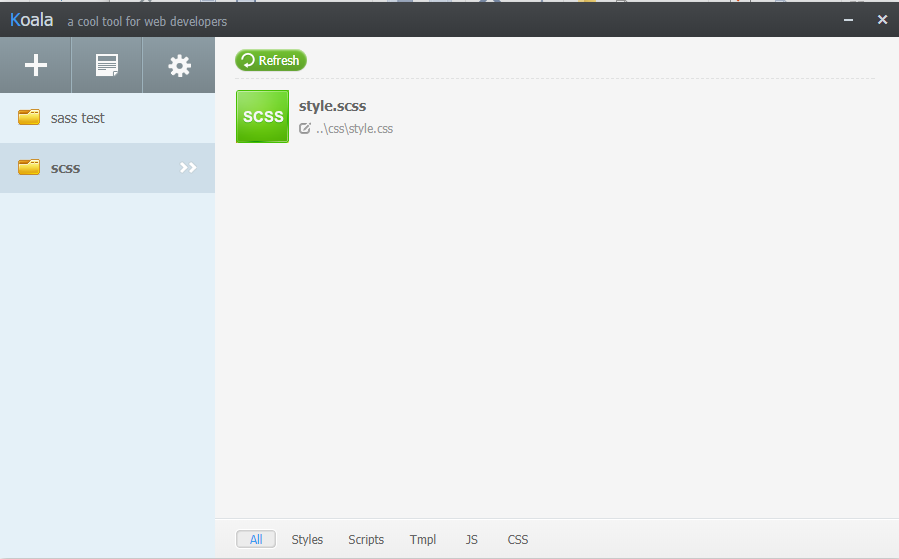 Koala a cool tool for web developers
Refresh
sass test
scss
SCSS
style.scss
..\css\style.css
All Styles Scripts Tmpl JS CSS